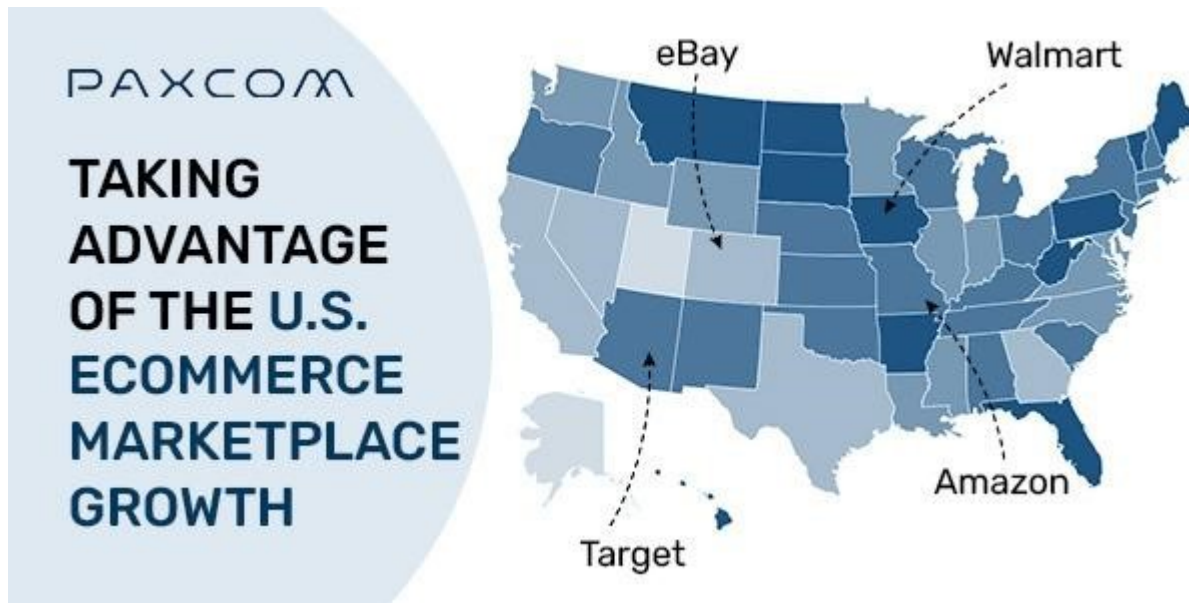 PAXCOM
TAKING
ADVANTAGE
OF THE U.S.
ECOMMERCE
MARKETPLACE
GROWTH
eBay
Walmart
Amazon
Target